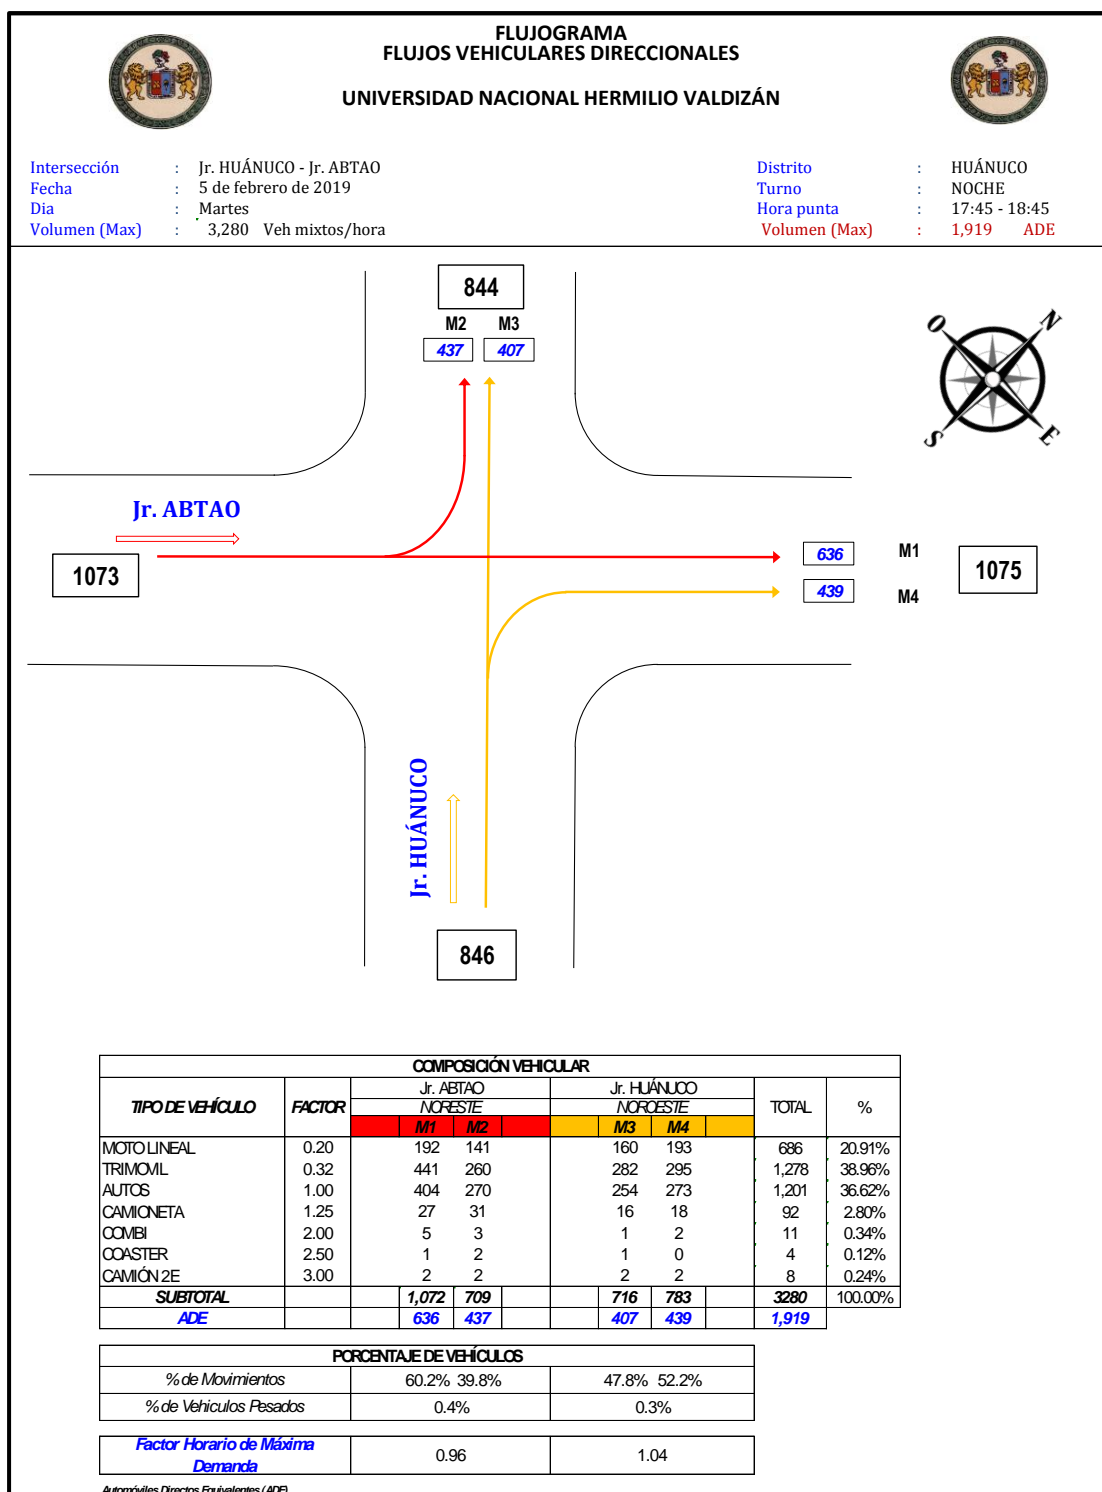 FLUJOGRAMA
FLUJOS VEHICULARES DIRECCIONALES
UNIVERSIDAD NACIONAL HERMILIO VALDIZÁN
Intersección : Jr. HUÁNUCO - Jr. ABTAO Distrito : HUÁNUCO
Fecha : 5 de febrero de 2019 Turno : NOCHE
Dia : Martes Hora punta : 17:45 - 18:45
Volumen (Max) : 3,280 Veh mixtos/hora Volumen (Max) : 1,919 ADE
844
M2 M3
437 407
O N
S E
Jr. ABTAO
1073
636 M1
1075
439 M4
Jr. HUÁNUCO
846
COMPOSICIÓN VEHICULAR
TIPO DE VEHÍCULO FACTOR Jr. ABTAO Jr. HUÁNUCO TOTAL %
NORESTE NOROESTE
M1 M2 M3 M4
MOTO LINEAL 0.20 192 141 160 193 686 20.91%
TRIMOVIL 0.32 441 260 282 295 1,278 38.96%
AUTOS 1.00 404 270 254 273 1,201 36.62%
CAMIONETA 1.25 27 31 16 18 92 2.80%
COMBI 2.00 5 3 1 2 11 0.34%
COASTER 2.50 1 2 1 0 4 0.12%
CAMIÓN 2E 3.00 2 2 2 2 8 0.24%
SUBTOTAL 1,072 709 716 783 3280 100.00%
ADE 636 437 407 439 1,919
PORCENTAJE DE VEHÍCULOS
% de Movimientos 60.2% 39.8% 47.8% 52.2%
% de Vehiculos Pesados 0.4% 0.3%
Factor Horario de Máxima
Demanda 0.96 1.04
Automóviles Directos Equivalentes (ADE)